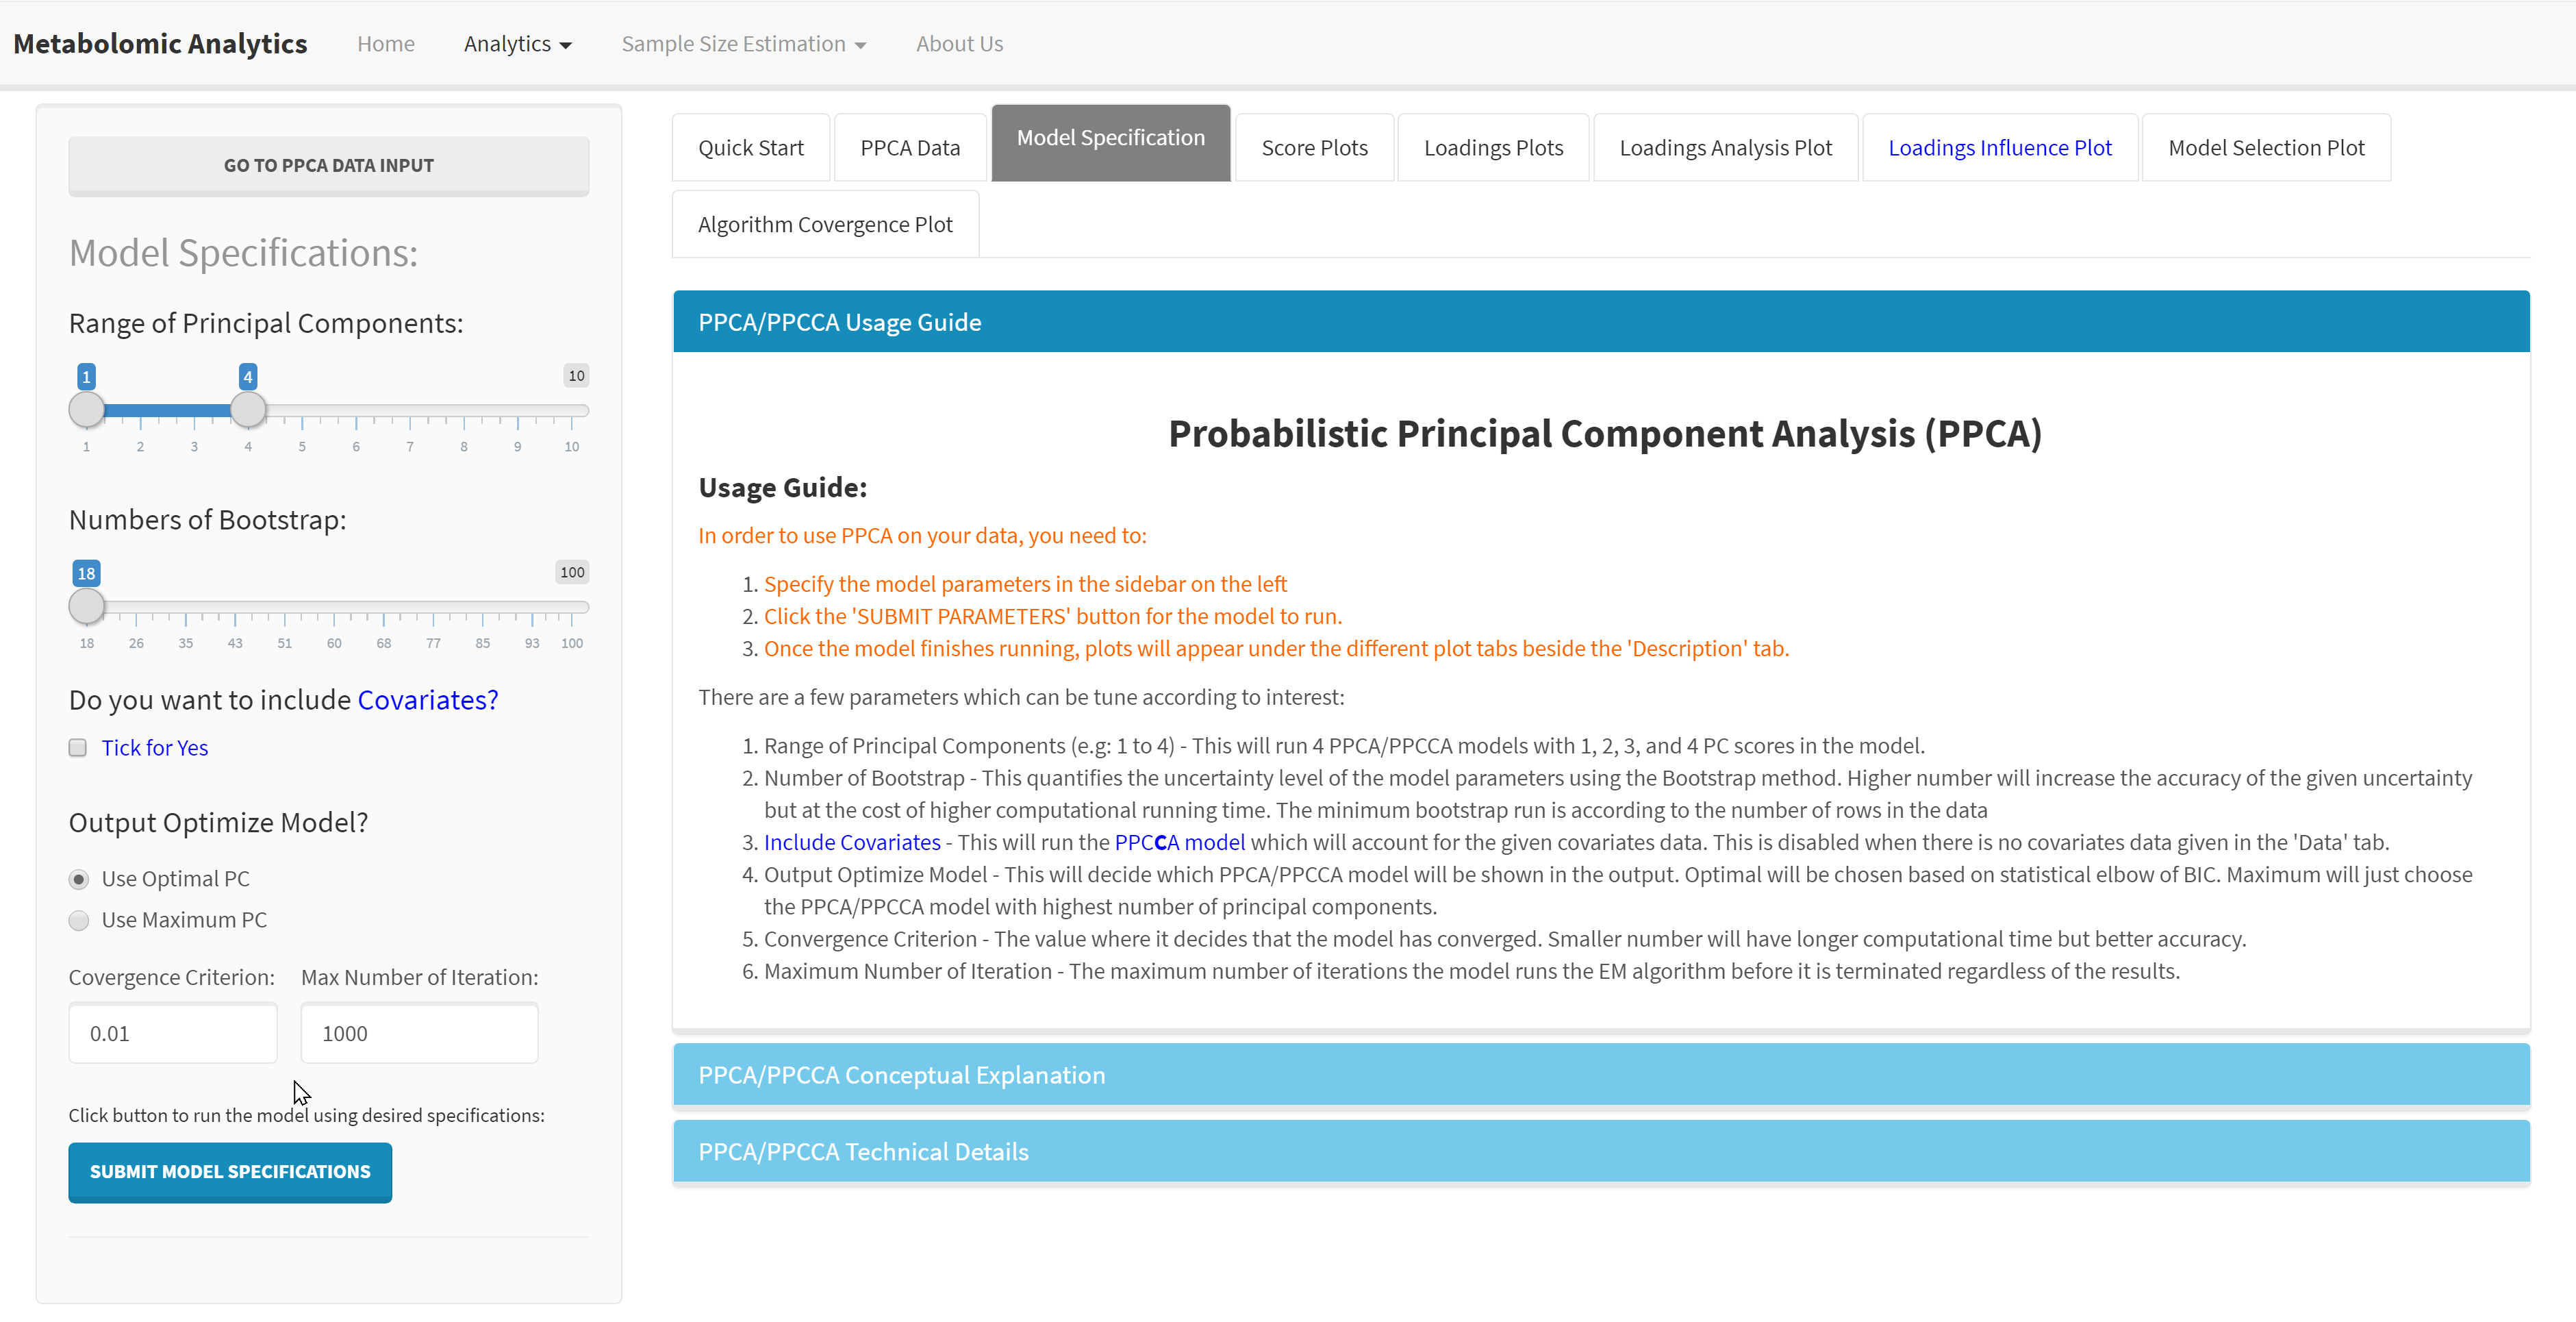 Metabolomic Analytics Home Analytics Sample Size Estimation About Us
GO TO PPCA DATA INPUT
Model Specifications:
Range of Principal Components:
1 4 10
1 2 3 4 5 6 7 8 9 10
Numbers of Bootstrap:
18 100
18 26 35 43 51 60 68 77 85 93 100
Do you want to include Covariates?
Tick for Yes
Output Optimize Model?
Use Optimal PC
Use Maximum PC
Covergence Criterion: Max Number of Iteration:
0.01 1000
Click button to run the model using desired specifications:
SUBMIT MODEL SPECIFICATIONS
Quick Start PPCA Data Model Specification Score Plots Loadings Plots Loadings Analysis Plot Loadings Influence Plot Model Selection Plot
Algorithm Covergence Plot
PPCA/PPCCA Usage Guide
Probabilistic Principal Component Analysis (PPCA)
Usage Guide:
In order to use PPCA on your data, you need to:
1. Specify the model parameters in the sidebar on the left
2. Click the 'SUBMIT PARAMETERS' button for the model to run.
3. Once the model finishes running, plots will appear under the different plot tabs beside the 'Description' tab.
There are a few parameters which can be tune according to interest:
1. Range of Principal Components (e.g: 1 to 4) - This will run 4 PPCA/PPCCA models with 1, 2, 3, and 4 PC scores in the model.
2. Number of Bootstrap - This quantifies the uncertainty level of the model parameters using the Bootstrap method. Higher number will increase the accuracy of the given uncertainty
but at the cost of higher computational running time. The minimum bootstrap run is according to the number of rows in the data
3. Include Covariates - This will run the PPCCA model which will account for the given covariates data. This is disabled when there is no covariates data given in the 'Data' tab.
4. Output Optimize Model - This will decide which PPCA/PPCCA model will be shown in the output. Optimal will be chosen based on statistical elbow of BIC. Maximum will just choose
the PPCA/PPCCA model with highest number of principal components.
5. Convergence Criterion - The value where it decides that the model has converged. Smaller number will have longer computational time but better accuracy.
6. Maximum Number of Iteration - The maximum number of iterations the model runs the EM algorithm before it is terminated regardless of the results.
PPCA/PPCCA Conceptual Explanation
PPCA/PPCCA Technical Details